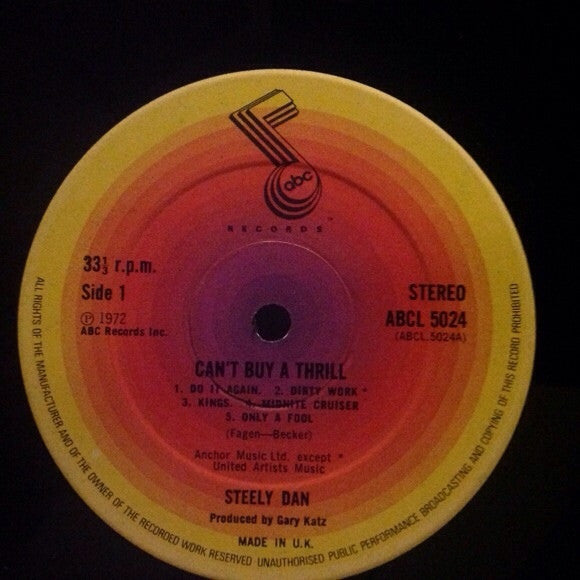 abc
RECORDS
™
33⅓ r.p.m.
Side 1
℗ 1972
ABC Records Inc.
STEREO
ABCL 5024
(ABCL.5024A)
CAN'T BUY A THRILL
1. DO IT AGAIN. 2. DIRTY WORK *
3. KINGS. 4. MIDNITE CRUISER
5. ONLY A FOOL
(Fagen—Becker)
Anchor Music Ltd. except *
United Artists Music
STEELY DAN
Produced by Gary Katz
MADE IN U.K.
ALL RIGHTS OF THE MANUFACTURER AND OF THE OWNER OF THE RECORDED WORK RESERVED UNAUTHORISED PUBLIC PERFORMANCE BROADCASTING AND COPYING OF THIS RECORD PROHIBITED